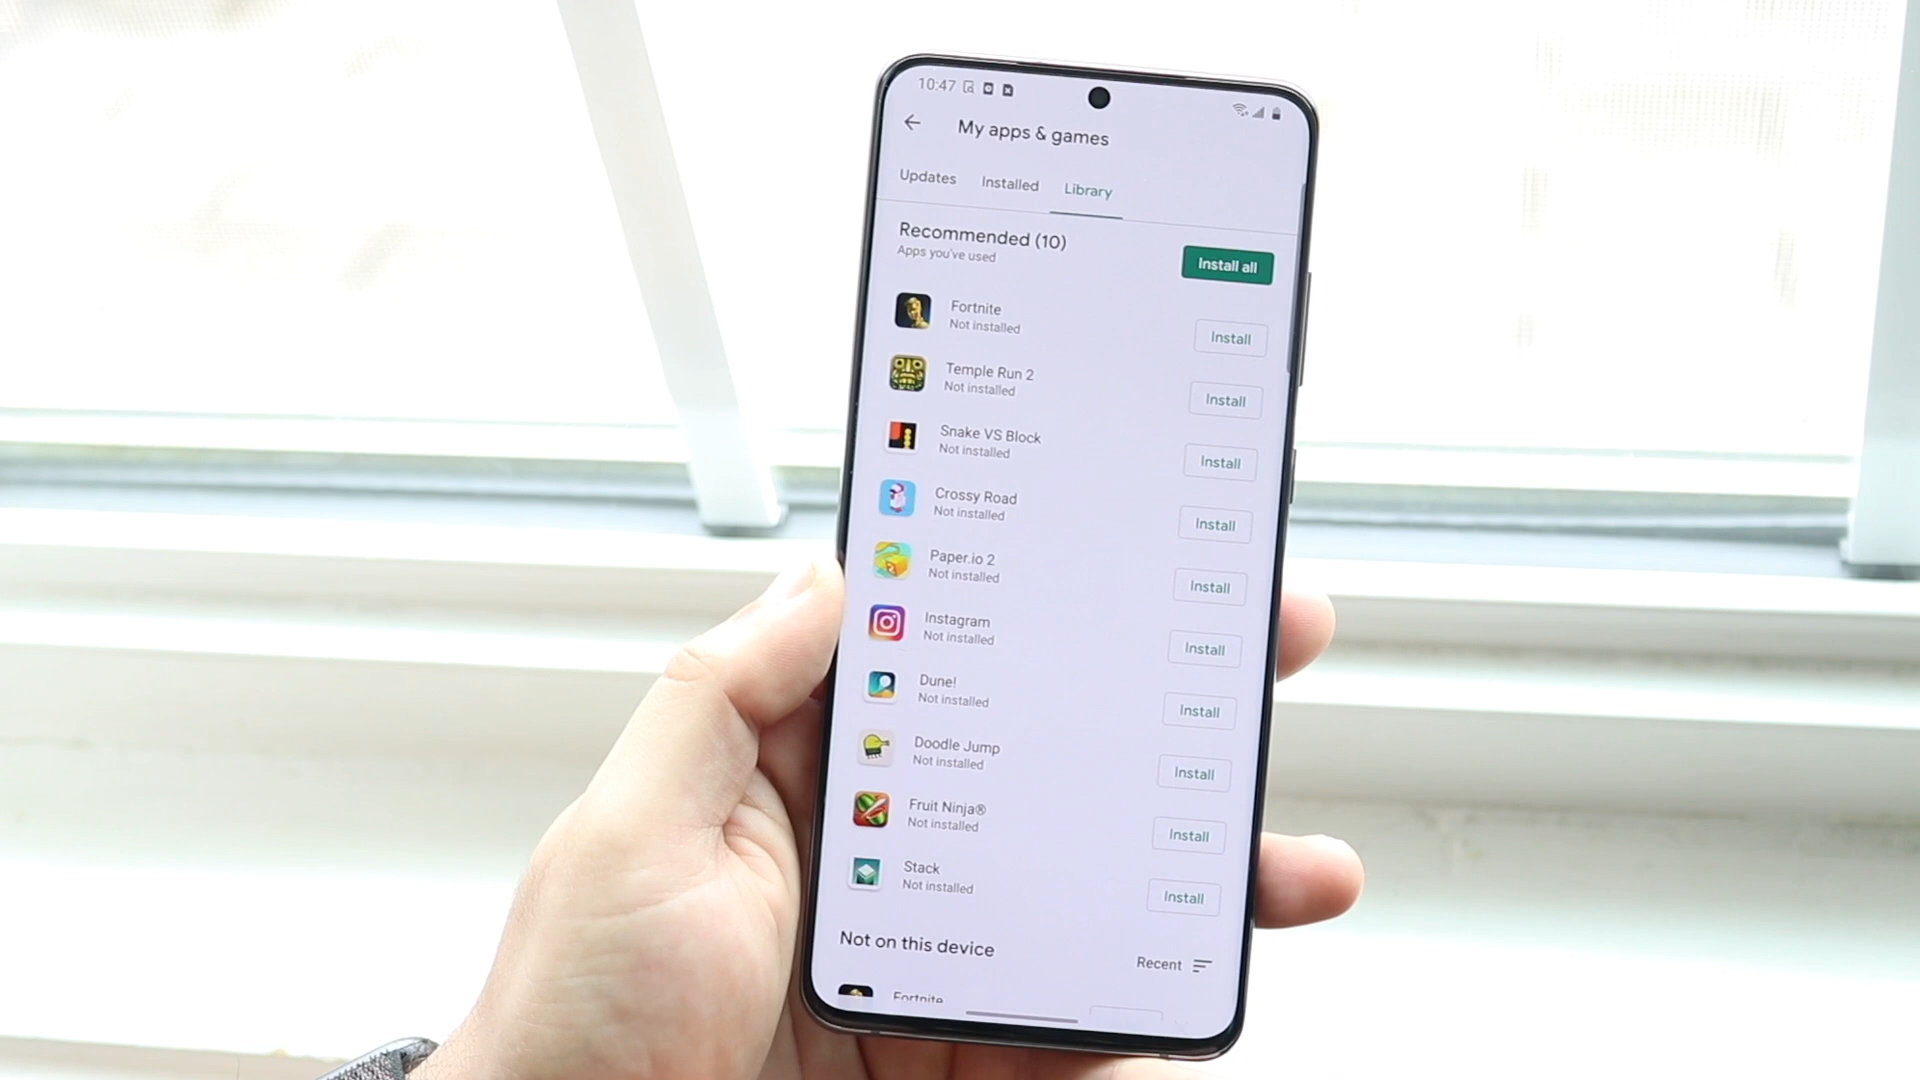 10:47
My apps & games
Updates Installed Library
Recommended (10)
Apps you've used
Install all
Fortnite
Not installed
Install
Temple Run 2
Not installed
Install
Snake VS Block
Not installed
Install
Crossy Road
Not installed
Install
Paper.io 2
Not installed
Install
Instagram
Not installed
Install
Dune!
Not installed
Install
Doodle Jump
Not installed
Install
Fruit Ninja®
Not installed
Install
Stack
Not installed
Install
Not on this device
Recent
Fortnite